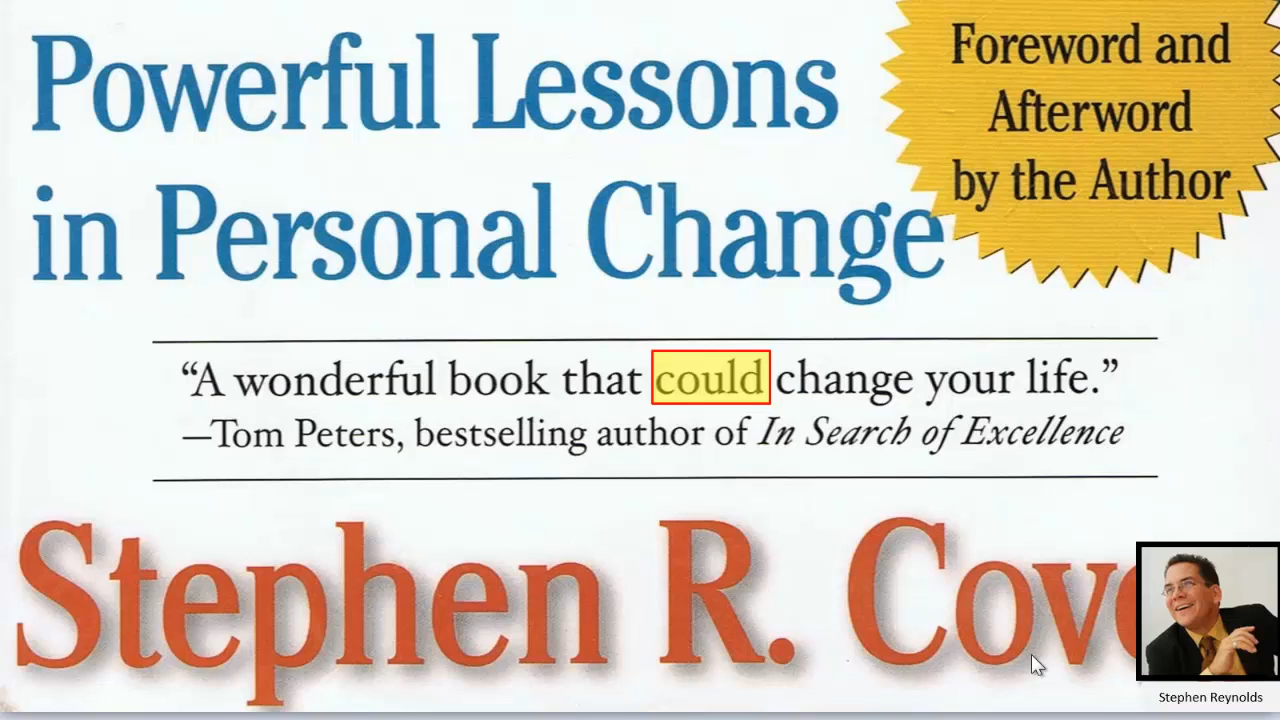 Powerful Lessons
in Personal Change
Foreword and
Afterword
by the Author
“A wonderful book that could change your life.”
—Tom Peters, bestselling author of In Search of Excellence
Stephen R. Cove
Stephen Reynolds